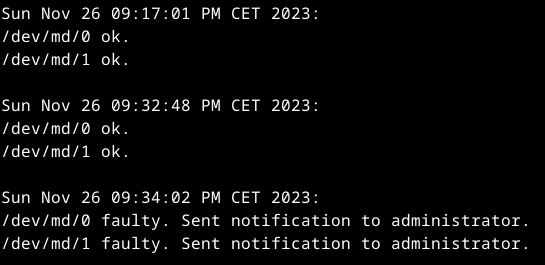 Sun Nov 26 09:17:01 PM CET 2023:
/dev/md/0 ok.
/dev/md/1 ok.

Sun Nov 26 09:32:48 PM CET 2023:
/dev/md/0 ok.
/dev/md/1 ok.

Sun Nov 26 09:34:02 PM CET 2023:
/dev/md/0 faulty. Sent notification to administrator.
/dev/md/1 faulty. Sent notification to administrator.